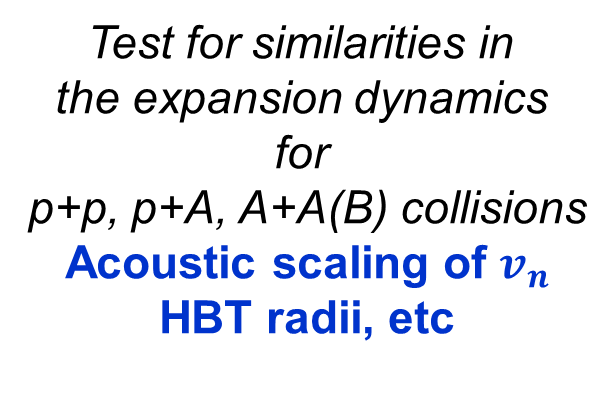 Test for similarities in
the expansion dynamics
for
p+p, p+A, A+A(B) collisions
Acoustic scaling of vₙ
HBT radii, etc